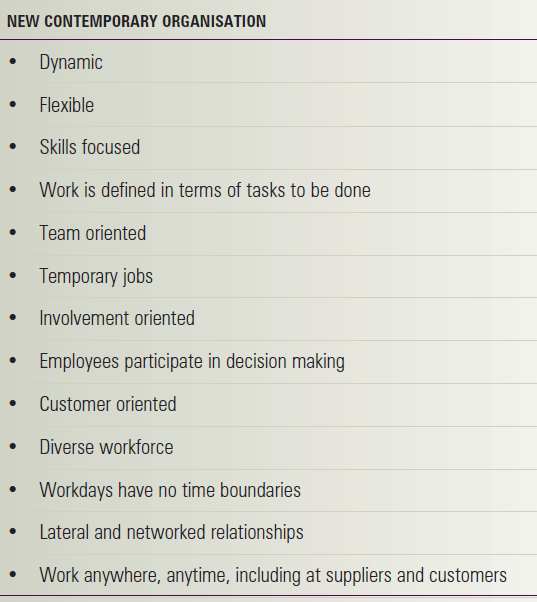 NEW CONTEMPORARY ORGANISATION
• Dynamic
• Flexible
• Skills focused
• Work is defined in terms of tasks to be done
• Team oriented
• Temporary jobs
• Involvement oriented
• Employees participate in decision making
• Customer oriented
• Diverse workforce
• Workdays have no time boundaries
• Lateral and networked relationships
• Work anywhere, anytime, including at suppliers and customers